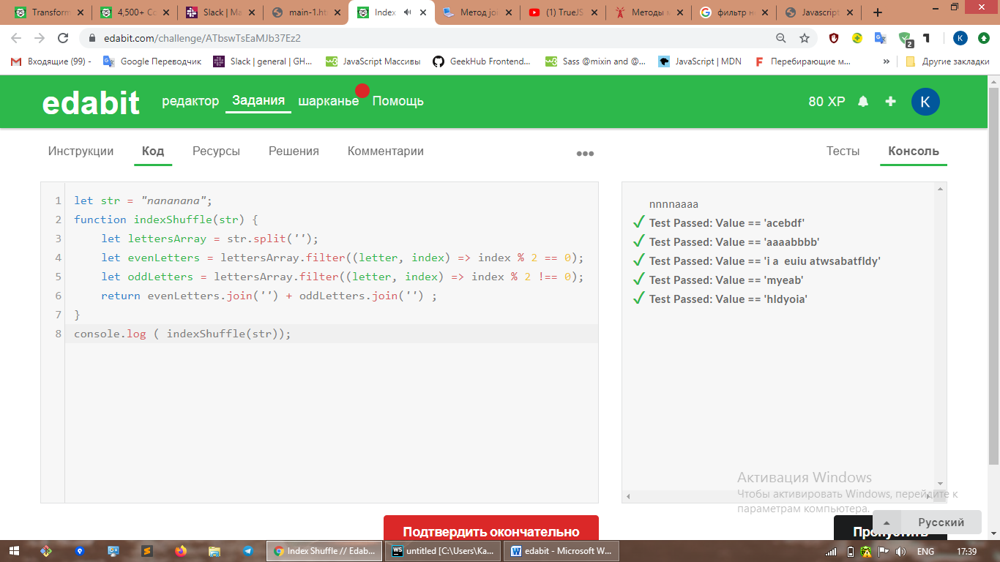 Transform
4,500+ Co
Slack | Ma
main-1.ht
Index
Метод joi
(1) TrueJS
Методы м
фильтр н
Javascript
edabit.com/challenge/ATbswTsEaMJb37Ez2
2
K
Входящие (99) -
Google Переводчик
Slack | general | GH...
JavaScript Массивы
GeekHub Frontend...
Sass @mixin and @...
JavaScript | MDN
Перебирающие м...
»
Другие закладки
edabit
редактор
Задания
шарканье
Помощь
80 XP
K
Инструкции
Код
Ресурсы
Решения
Комментарии
Тесты
Консоль
1 let str = "nananana";
2 function indexShuffle(str) {
3 let lettersArray = str.split('');
4 let evenLetters = lettersArray.filter((letter, index) => index % 2 == 0);
5 let oddLetters = lettersArray.filter((letter, index) => index % 2 !== 0);
6 return evenLetters.join('') + oddLetters.join('') ;
7 }
8 console.log ( indexShuffle(str));
nnnnaaaa
Test Passed: Value == 'acebdf'
Test Passed: Value == 'aaaabbbb'
Test Passed: Value == 'i a  euiu atwsabatfldy'
Test Passed: Value == 'myeab'
Test Passed: Value == 'hldyoia'
Активация Windows
Чтобы активировать Windows, перейдите к
параметрам компьютера.
Подтвердить окончательно
Пропустить
Русский
Index Shuffle // Edab...
WS
untitled [C:\Users\Ka...
edabit - Microsoft W...
ENG
17:39